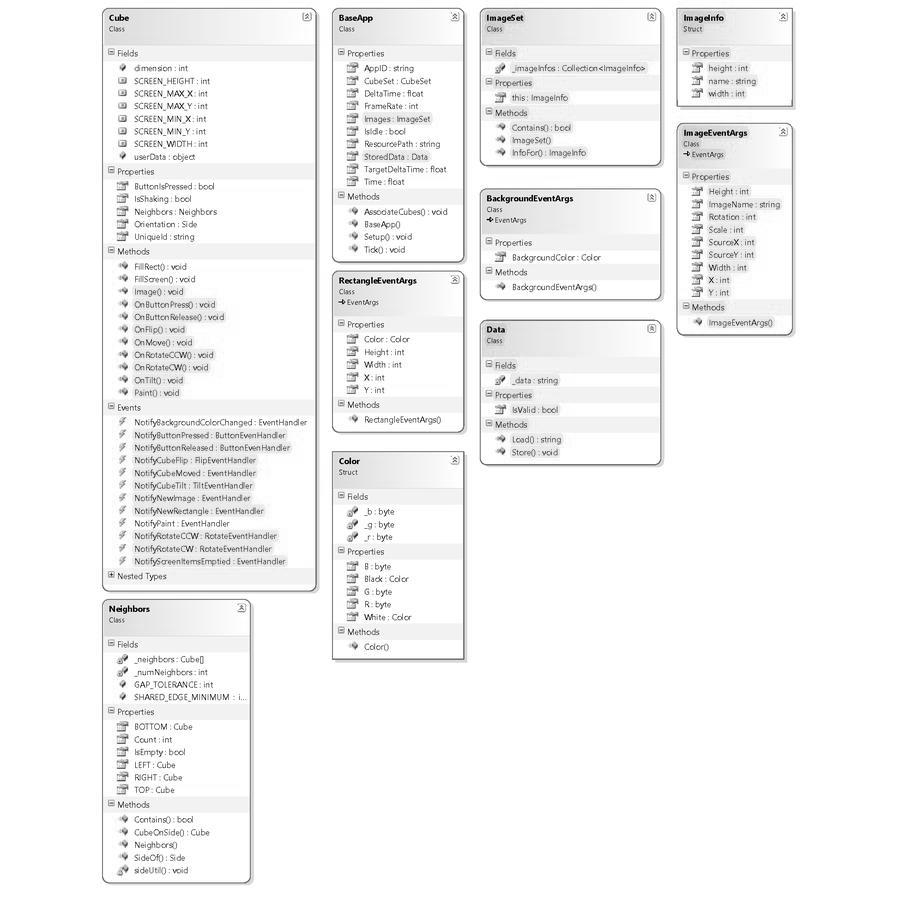 Cube
Class
Fields
dimension : int
SCREEN_HEIGHT : int
SCREEN_MAX_X : int
SCREEN_MAX_Y : int
SCREEN_MIN_X : int
SCREEN_MIN_Y : int
SCREEN_WIDTH : int
userData : object
Properties
ButtonIsPressed : bool
IsShaking : bool
Neighbors : Neighbors
Orientation : Side
UniqueId : string
Methods
FillRect() : void
FillScreen() : void
Image() : void
OnButtonPress() : void
OnButtonRelease() : void
OnFlip() : void
OnMove() : void
OnRotateCCW() : void
OnRotateCW() : void
OnTilt() : void
Paint() : void
Events
NotifyBackgroundColorChanged : EventHandler
NotifyButtonPressed : ButtonEvenHandler
NotifyButtonReleased : ButtonEvenHandler
NotifyCubeFlip : FlipEventHandler
NotifyCubeMoved : EventHandler
NotifyCubeTilt : TiltEventHandler
NotifyNewImage : EventHandler
NotifyNewRectangle : EventHandler
NotifyPaint : EventHandler
NotifyRotateCCW : RotateEventHandler
NotifyRotateCW : RotateEventHandler
NotifyScreenItemsEmptied : EventHandler
Nested Types
Neighbors
Class
Fields
_neighbors : Cube[]
_numNeighbors : int
GAP_TOLERANCE : int
SHARED_EDGE_MINIMUM : i...
Properties
BOTTOM : Cube
Count : int
IsEmpty : bool
LEFT : Cube
RIGHT : Cube
TOP : Cube
Methods
Contains() : bool
CubeOnSide() : Cube
Neighbors()
SideOf() : Side
sideUtil() : void
BaseApp
Class
Properties
AppID : string
CubeSet : CubeSet
DeltaTime : float
FrameRate : int
Images : ImageSet
IsIdle : bool
ResourcePath : string
StoredData : Data
TargetDeltaTime : float
Time : float
Methods
AssociateCubes() : void
BaseApp()
Setup() : void
Tick() : void
RectangleEventArgs
Class
EventArgs
Properties
Color : Color
Height : int
Width : int
X : int
Y : int
Methods
RectangleEventArgs()
Color
Struct
Fields
_b : byte
_g : byte
_r : byte
Properties
B : byte
Black : Color
G : byte
R : byte
White : Color
Methods
Color()
ImageSet
Class
Fields
_imageInfos : Collection<ImageInfo>
Properties
this : ImageInfo
Methods
Contains() : bool
ImageSet()
InfoFor() : ImageInfo
BackgroundEventArgs
Class
EventArgs
Properties
BackgroundColor : Color
Methods
BackgroundEventArgs()
Data
Class
Fields
_data : string
Properties
IsValid : bool
Methods
Load() : string
Store() : void
ImageInfo
Struct
Properties
height : int
name : string
width : int
ImageEventArgs
Class
EventArgs
Properties
Height : int
ImageName : string
Rotation : int
Scale : int
SourceX : int
SourceY : int
Width : int
X : int
Y : int
Methods
ImageEventArgs()